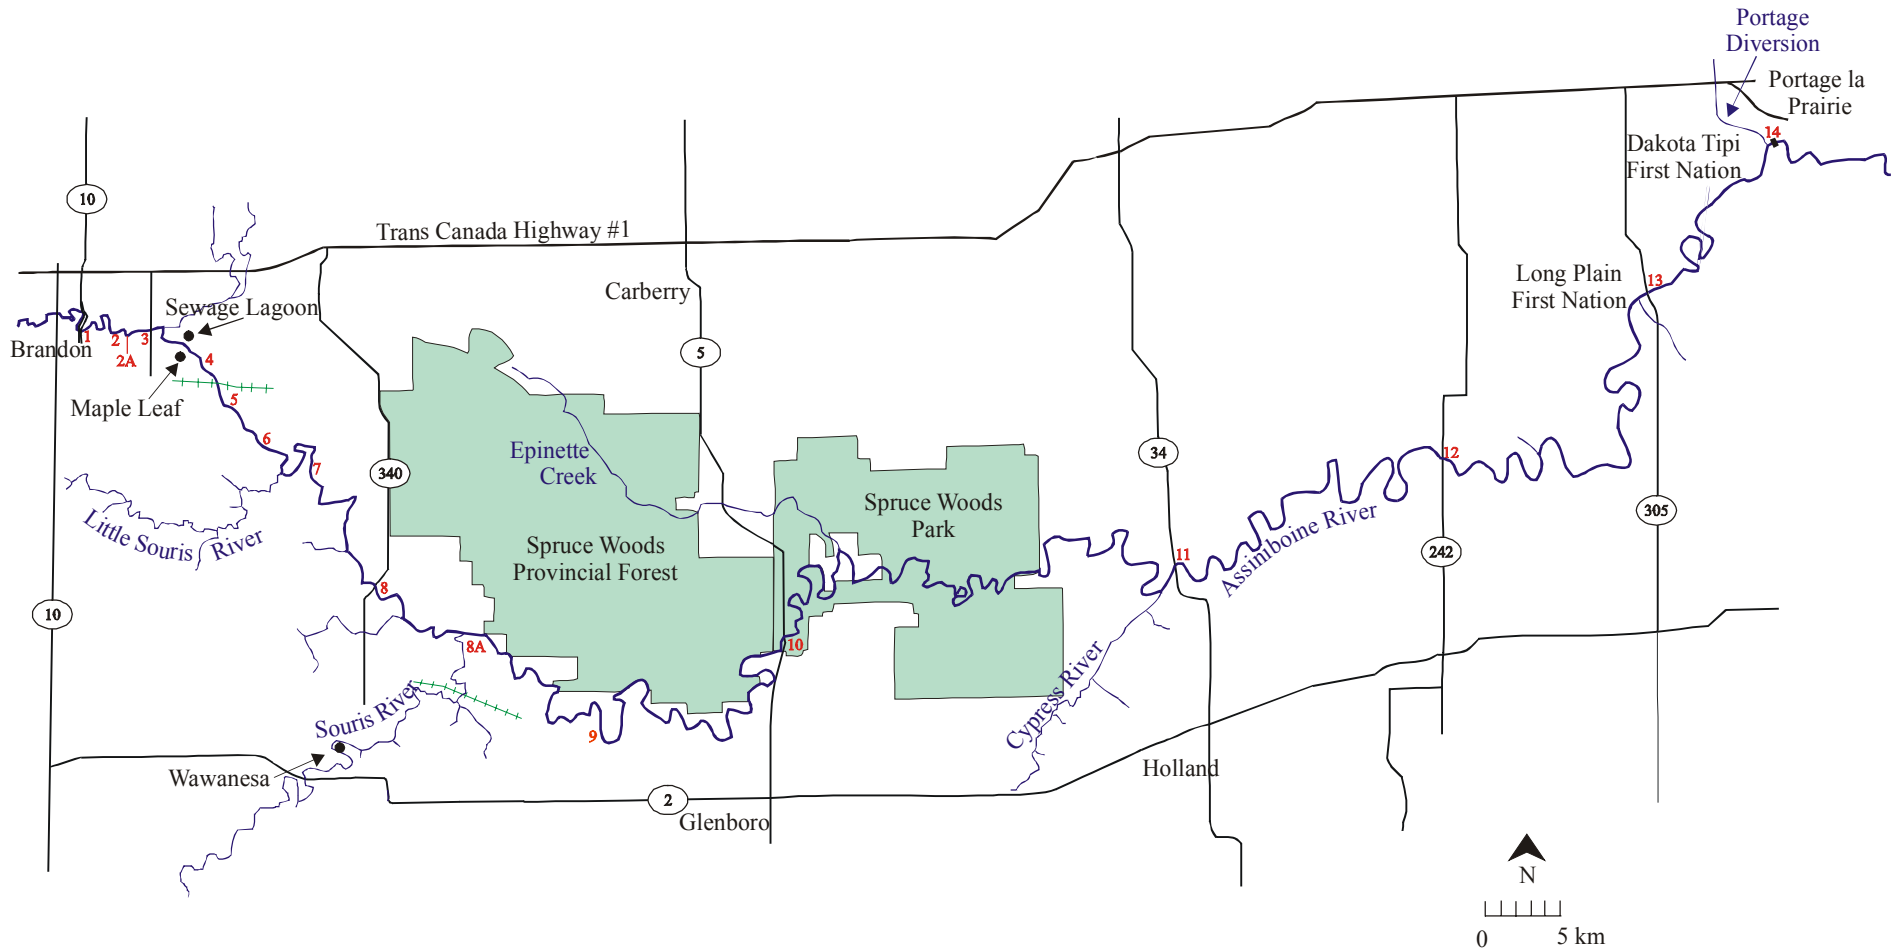 Portage
Diversion
Portage la
Prairie
14
Dakota Tipi
First Nation
10
Trans Canada Highway #1
Long Plain
First Nation
13
Carberry
Sewage Lagoon
1
2
3
2A
Brandon
4
5
Maple Leaf
5
6
7
340
Epinette
Creek
34
12
Spruce Woods
Park
305
Little Souris River
Spruce Woods
Provincial Forest
Assiniboine River
11
242
8
10
8A
10
Cypress River
Souris River
9
Wawanesa
Holland
2
Glenboro
N
0 5 km